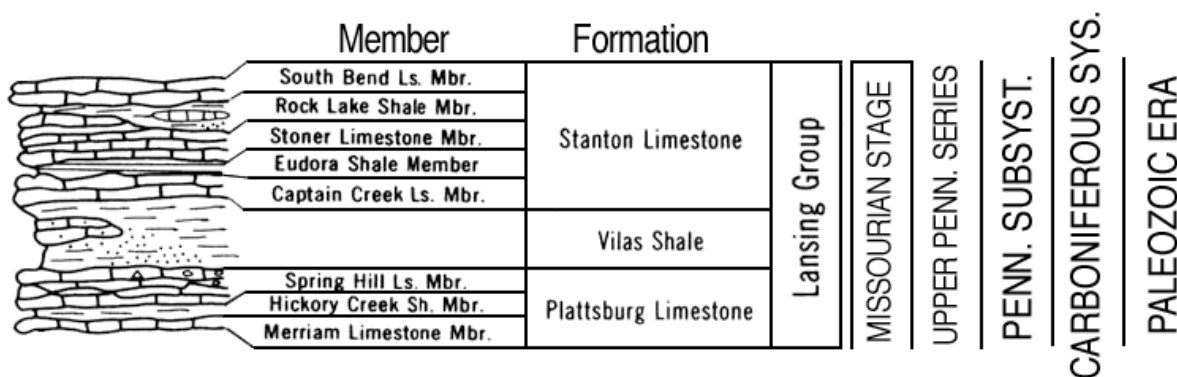 Member Formation
South Bend Ls. Mbr.
Rock Lake Shale Mbr.
Stoner Limestone Mbr.
Eudora Shale Member
Captain Creek Ls. Mbr.
Stanton Limestone
Vilas Shale
Spring Hill Ls. Mbr.
Hickory Creek Sh. Mbr.
Merriam Limestone Mbr.
Plattsburg Limestone
Lansing Group
MISSOURIAN STAGE
UPPER PENN. SERIES
PENN. SUBSYST.
CARBONIFEROUS SYS.
PALEOZOIC ERA